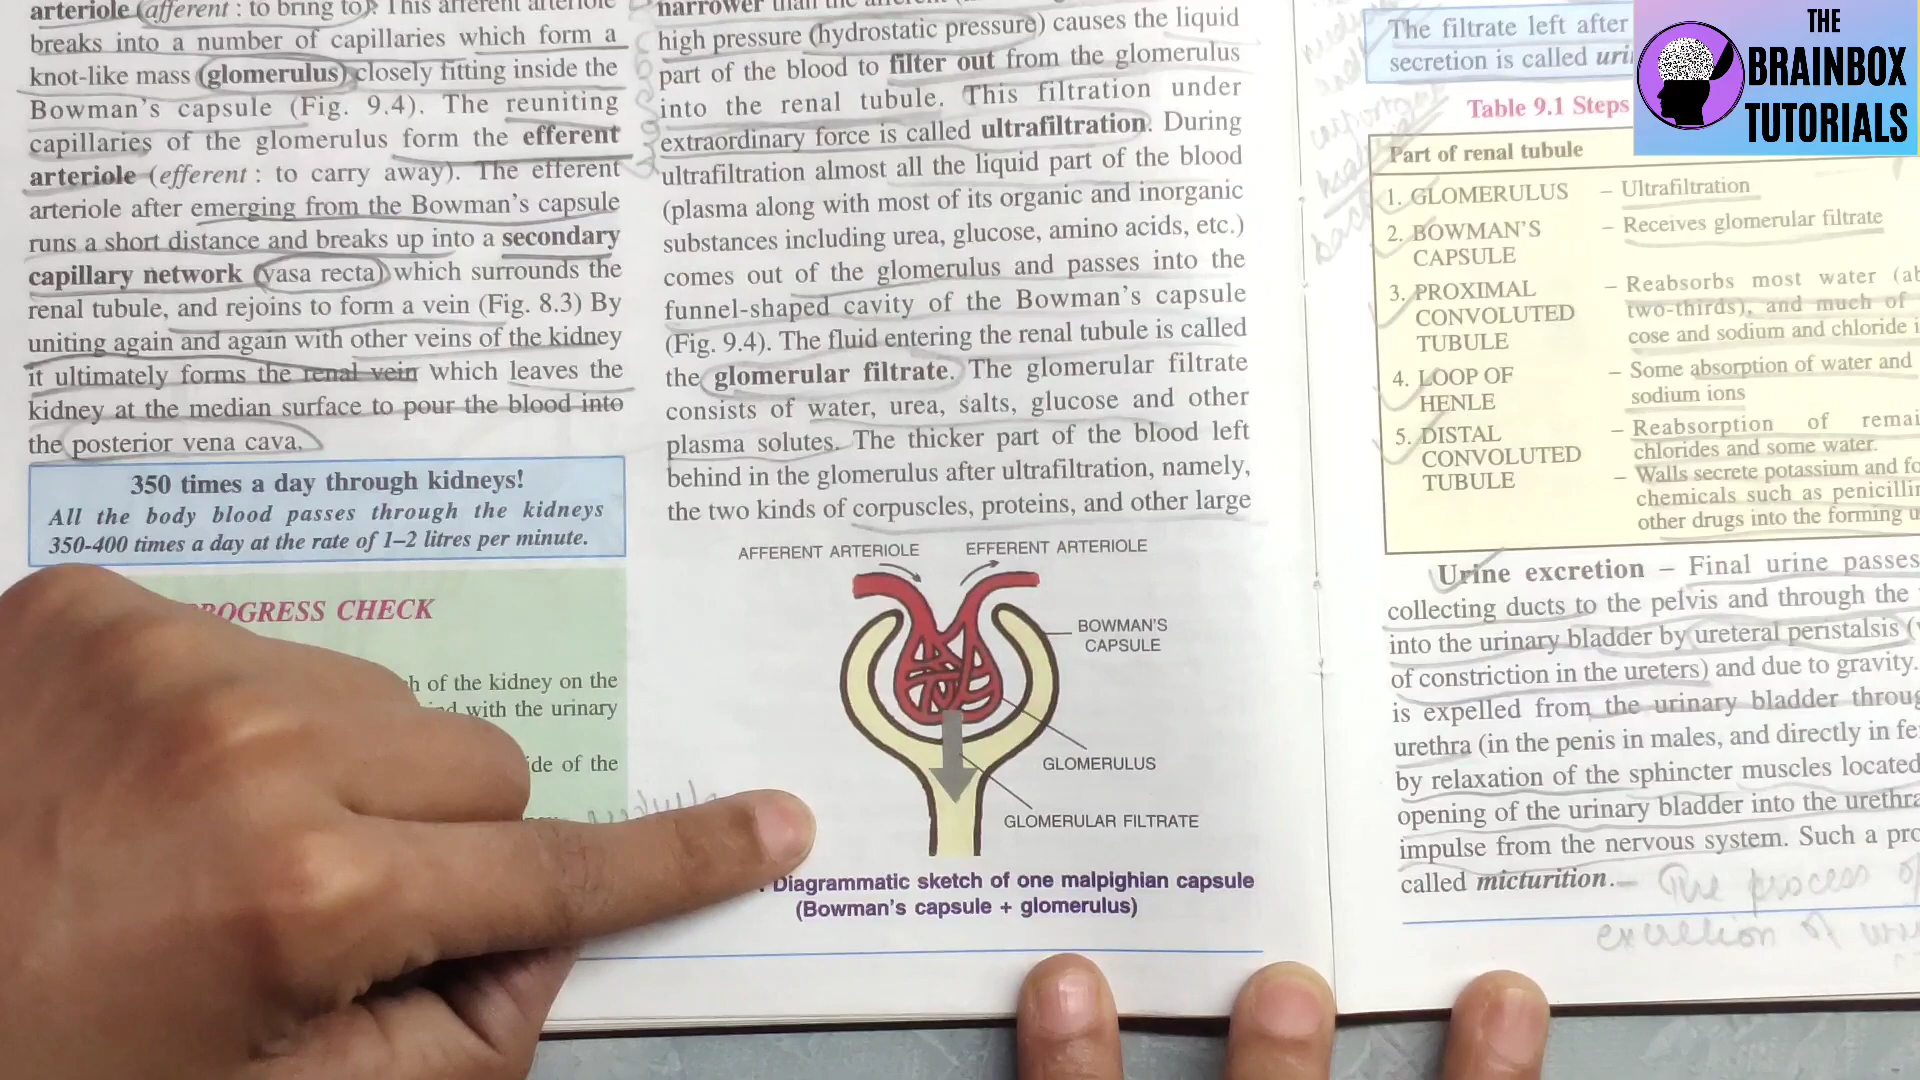 arteriole (afferent : to bring to). This afferent arteriole
breaks into a number of capillaries which form a
knot-like mass (glomerulus) closely fitting inside the
Bowman's capsule (Fig. 9.4). The reuniting
capillaries of the glomerulus form the efferent
arteriole (efferent : to carry away). The efferent
arteriole after emerging from the Bowman's capsule
runs a short distance and breaks up into a secondary
capillary network (vasa recta) which surrounds the
renal tubule, and rejoins to form a vein (Fig. 8.3) By
uniting again and again with other veins of the kidney
it ultimately forms the renal vein which leaves the
kidney at the median surface to pour the blood into
the posterior vena cava.
350 times a day through kidneys!
All the body blood passes through the kidneys
350-400 times a day at the rate of 1–2 litres per minute.
PROGRESS CHECK
h of the kidney on the
with the urinary
ide of the
narrower than the
high pressure (hydrostatic pressure) causes the liquid
part of the blood to filter out from the glomerulus
into the renal tubule. This filtration under
extraordinary force is called ultrafiltration. During
ultrafiltration almost all the liquid part of the blood
(plasma along with most of its organic and inorganic
substances including urea, glucose, amino acids, etc.)
comes out of the glomerulus and passes into the
funnel-shaped cavity of the Bowman's capsule
(Fig. 9.4). The fluid entering the renal tubule is called
the glomerular filtrate. The glomerular filtrate
consists of water, urea, salts, glucose and other
plasma solutes. The thicker part of the blood left
behind in the glomerulus after ultrafiltration, namely,
the two kinds of corpuscles, proteins, and other large
AFFERENT ARTERIOLE EFFERENT ARTERIOLE
BOWMAN'S
CAPSULE
GLOMERULUS
GLOMERULAR FILTRATE
Diagrammatic sketch of one malpighian capsule
(Bowman's capsule + glomerulus)
The filtrate left after
secretion is called uri
Table 9.1 Steps
Part of renal tubule
1. GLOMERULUS – Ultrafiltration
2. BOWMAN'S – Receives glomerular filtrate
CAPSULE
3. PROXIMAL – Reabsorbs most water (ab
CONVOLUTED two-thirds), and much of
TUBULE cose and sodium and chloride i
4. LOOP OF – Some absorption of water and
HENLE sodium ions
5. DISTAL – Reabsorption of remai
CONVOLUTED chlorides and some water.
TUBULE – Walls secrete potassium and fo
chemicals such as penicillin
other drugs into the forming u
Urine excretion – Final urine passes
collecting ducts to the pelvis and through the
into the urinary bladder by ureteral peristalsis (
of constriction in the ureters) and due to gravity.
is expelled from the urinary bladder throug
urethra (in the penis in males, and directly in fe
by relaxation of the sphincter muscles located
opening of the urinary bladder into the urethra
impulse from the nervous system. Such a pro
called micturition.– The process of
excretion of
THE
BRAINBOX
TUTORIALS